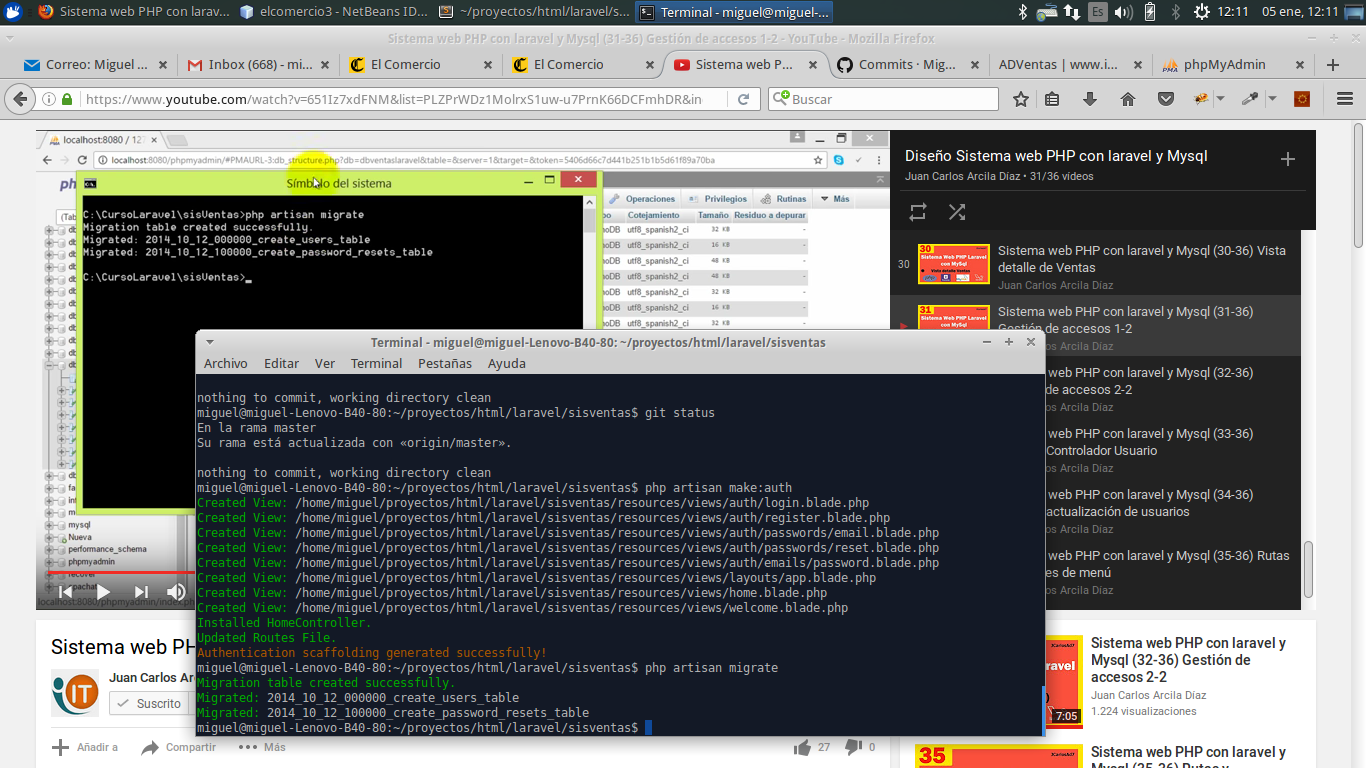 Sistema web PHP con larav...
elcomercio3 - NetBeans ID...
~/proyectos/html/laravel/s...
Terminal - miguel@miguel-...
Es
12:11
05 ene, 12:11
Sistema web PHP con laravel y Mysql (31-36) Gestión de accesos 1-2 - YouTube - Mozilla Firefox
Correo: Miguel ...
Inbox (668) - mi...
El Comercio
El Comercio
Sistema web P...
Commits · Mig...
ADVentas | www.i...
phpMyAdmin
https://www.youtube.com/watch?v=651Iz7xdFNM&list=PLZPrWDz1MolrxS1uw-u7PrnK66DCFmhDR&in
Buscar
localhost:8080 / 127
localhost:8080/phpmyadmin/#PMAURL-3:db_structure.php?db=dbventaslaravel&table=&server=1&target=&token=5406d66c7d441b251b1b5d61f89a70ba
Símbolo del sistema
C:\CursoLaravel\sisVentas>php artisan migrate
Migration table created successfully.
Migrated: 2014_10_12_000000_create_users_table
Migrated: 2014_10_12_100000_create_password_resets_table
C:\CursoLaravel\sisVentas>_
Operaciones Privilegios Rutinas Más
Cotejamiento Tamaño Residuo a depurar
noDB utf8_spanish2_ci 32 KB -
noDB utf8_spanish2_ci 16 KB -
noDB utf8_spanish2_ci 48 KB -
noDB utf8_spanish2_ci 48 KB -
noDB utf8_spanish2_ci 32 KB -
noDB utf8_spanish2_ci 16 KB -
noDB utf8_spanish2_ci 32 KB -
mysql
Nueva
performance_schema
phpmyadmin
Diseño Sistema web PHP con laravel y Mysql
Juan Carlos Arcila Díaz • 31/36 vídeos
30
Sistema web PHP con laravel y Mysql (30-36) Vista
detalle de Ventas
Juan Carlos Arcila Díaz
Sistema web PHP con laravel y Mysql (31-36)
Gestión de accesos 1-2
Juan Carlos Arcila Díaz
Sistema web PHP con laravel y Mysql (32-36)
de accesos 2-2
Arcila Díaz
web PHP con laravel y Mysql (33-36)
Controlador Usuario
Arcila Díaz
web PHP con laravel y Mysql (34-36)
actualización de usuarios
Arcila Díaz
web PHP con laravel y Mysql (35-36) Rutas
es de menú
Arcila Díaz
Terminal - miguel@miguel-Lenovo-B40-80: ~/proyectos/html/laravel/sisventas
Archivo Editar Ver Terminal Pestañas Ayuda
nothing to commit, working directory clean
miguel@miguel-Lenovo-B40-80:~/proyectos/html/laravel/sisventas$ git status
En la rama master
Su rama está actualizada con «origin/master».
nothing to commit, working directory clean
miguel@miguel-Lenovo-B40-80:~/proyectos/html/laravel/sisventas$ php artisan make:auth
Created View: /home/miguel/proyectos/html/laravel/sisventas/resources/views/auth/login.blade.php
Created View: /home/miguel/proyectos/html/laravel/sisventas/resources/views/auth/register.blade.php
Created View: /home/miguel/proyectos/html/laravel/sisventas/resources/views/auth/passwords/email.blade.php
Created View: /home/miguel/proyectos/html/laravel/sisventas/resources/views/auth/passwords/reset.blade.php
Created View: /home/miguel/proyectos/html/laravel/sisventas/resources/views/auth/emails/password.blade.php
Created View: /home/miguel/proyectos/html/laravel/sisventas/resources/views/layouts/app.blade.php
Created View: /home/miguel/proyectos/html/laravel/sisventas/resources/views/home.blade.php
Created View: /home/miguel/proyectos/html/laravel/sisventas/resources/views/welcome.blade.php
Installed HomeController.
Updated Routes File.
Authentication scaffolding generated successfully!
miguel@miguel-Lenovo-B40-80:~/proyectos/html/laravel/sisventas$ php artisan migrate
Migration table created successfully.
Migrated: 2014_10_12_000000_create_users_table
Migrated: 2014_10_12_100000_create_password_resets_table
miguel@miguel-Lenovo-B40-80:~/proyectos/html/laravel/sisventas$
localhost:8080/phpmyadmin/index.ph
Sistema web PH
Juan Carlos Ar
Suscrito
Añadir a
Compartir
Más
27
0
Sistema web PHP con laravel y
Mysql (32-36) Gestión de
accesos 2-2
Juan Carlos Arcila Díaz
1.224 visualizaciones
7:05
35
Sistema web PHP con laravel y
Mysql (35-36) Rutas y